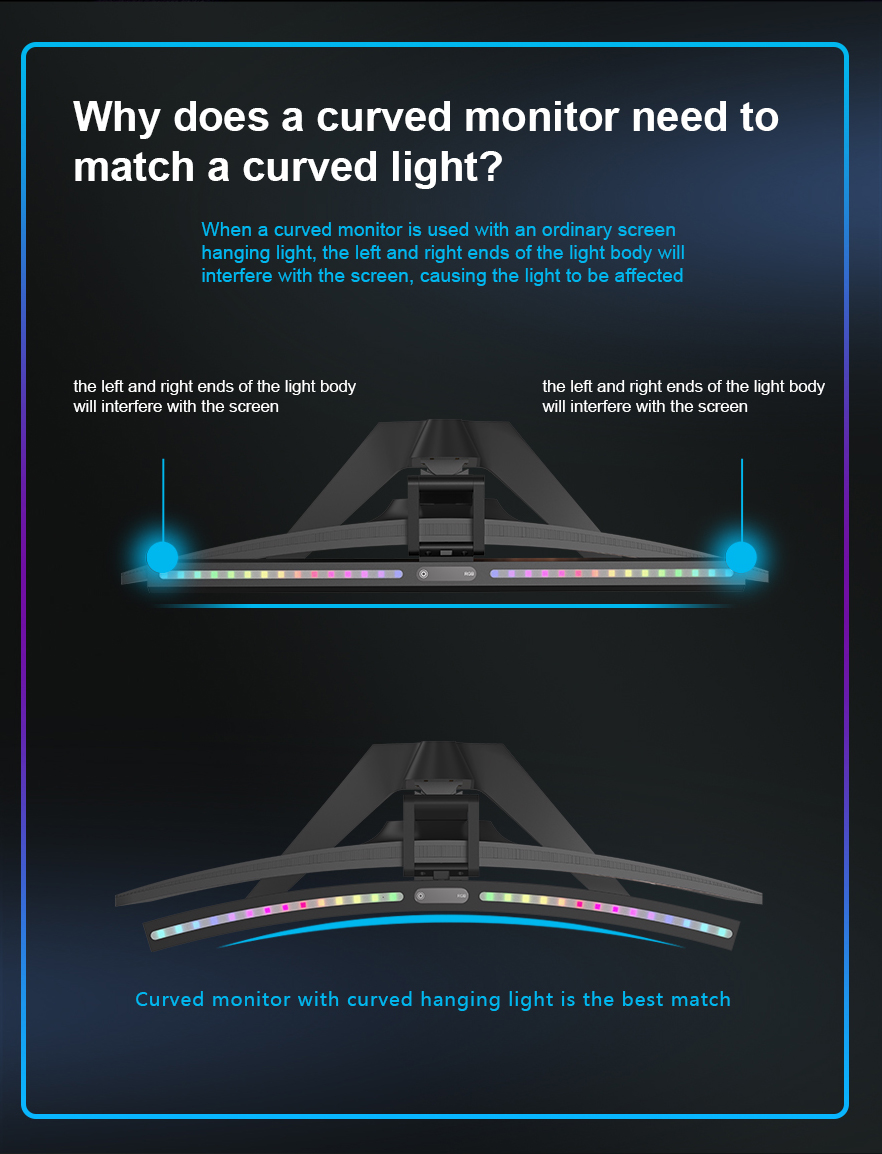 Why does a curved monitor need to
match a curved light?
When a curved monitor is used with an ordinary screen
hanging light, the left and right ends of the light body will
interfere with the screen, causing the light to be affected
the left and right ends of the light body
will interfere with the screen
the left and right ends of the light body
will interfere with the screen
RGB
RGB
Curved monitor with curved hanging light is the best match